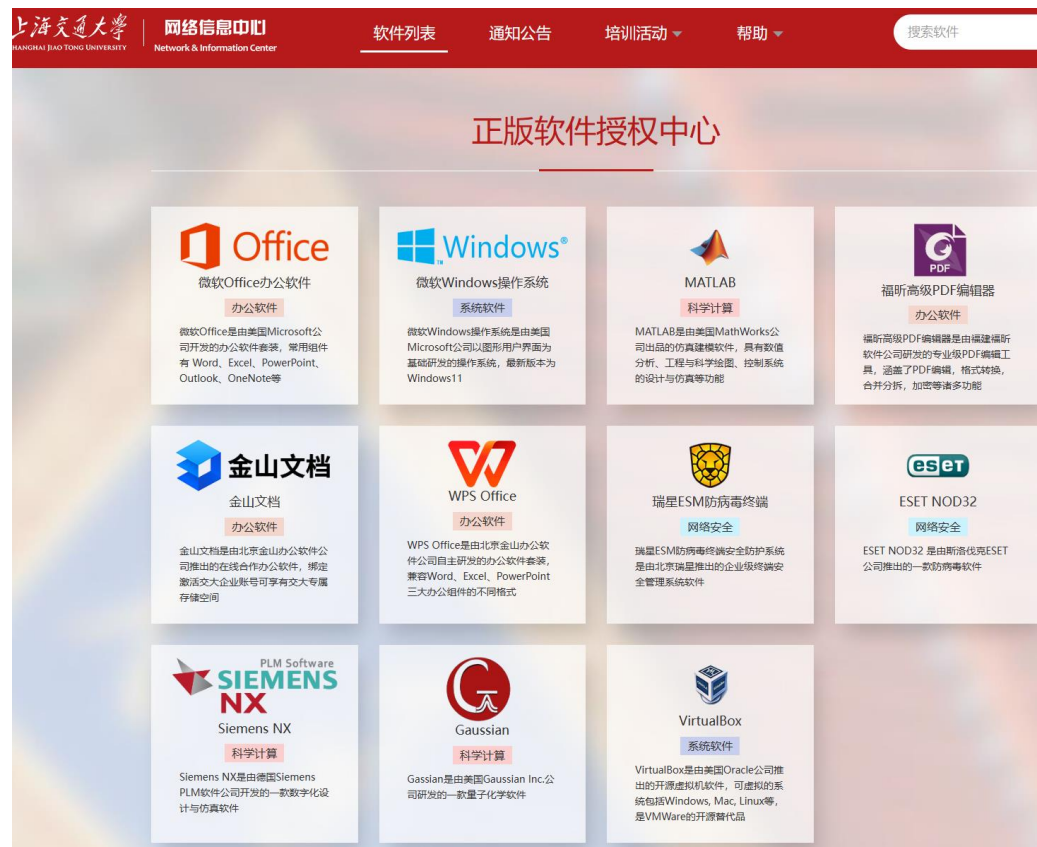 上海交通大學
HANGHAI JIAO TONG UNIVERSITY
网络信息中心
Network & Information Center
软件列表
通知公告
培训活动
帮助
搜索软件
正版软件授权中心
Office
微软Office办公软件
办公软件
微软Office是由美国Microsoft公
司开发的办公软件套装，常用组件
有 Word、Excel、PowerPoint、
Outlook、OneNote等
Windows®
微软Windows操作系统
系统软件
微软Windows操作系统是由美国
Microsoft公司以图形用户界面为
基础研发的操作系统，最新版本为
Windows11
MATLAB
科学计算
MATLAB是由美国MathWorks公
司出品的仿真建模软件，具有数值
分析、工程与科学绘图、控制系统
的设计与仿真等功能
G
PDF
福昕高级PDF编辑器
办公软件
福昕高级PDF编辑器是由福建福昕
软件公司研发的专业级PDF编辑工
具，涵盖了PDF编辑，格式转换，
合并分拆，加密等诸多功能
金山文档
金山文档
办公软件
金山文档是由北京金山办公软件公
司推出的在线合作办公软件，绑定
激活交大企业账号可享有交大专属
存储空间
WPS Office
办公软件
WPS Office是由北京金山办公软
件公司自主研发的办公软件套装，
兼容Word、Excel、PowerPoint
三大办公组件的不同格式
瑞星ESM防病毒终端
网络安全
瑞星ESM防病毒终端安全防护系统
是由北京瑞星推出的企业级终端安
全管理系统软件
eset
ESET NOD32
网络安全
ESET NOD32 是由斯洛伐克ESET
公司推出的一款防病毒软件
PLM Software
SIEMENS
NX
Siemens NX
科学计算
Siemens NX是由德国Siemens
PLM软件公司开发的一款数字化设
计与仿真软件
Gaussian
科学计算
Gassian是由美国Gaussian Inc.公
司研发的一款量子化学软件
VirtualBox
系统软件
VirtualBox是由美国Oracle公司推
出的开源虚拟机软件，可虚拟的系
统包括Windows, Mac, Linux等，
是VMWare的开源替代品